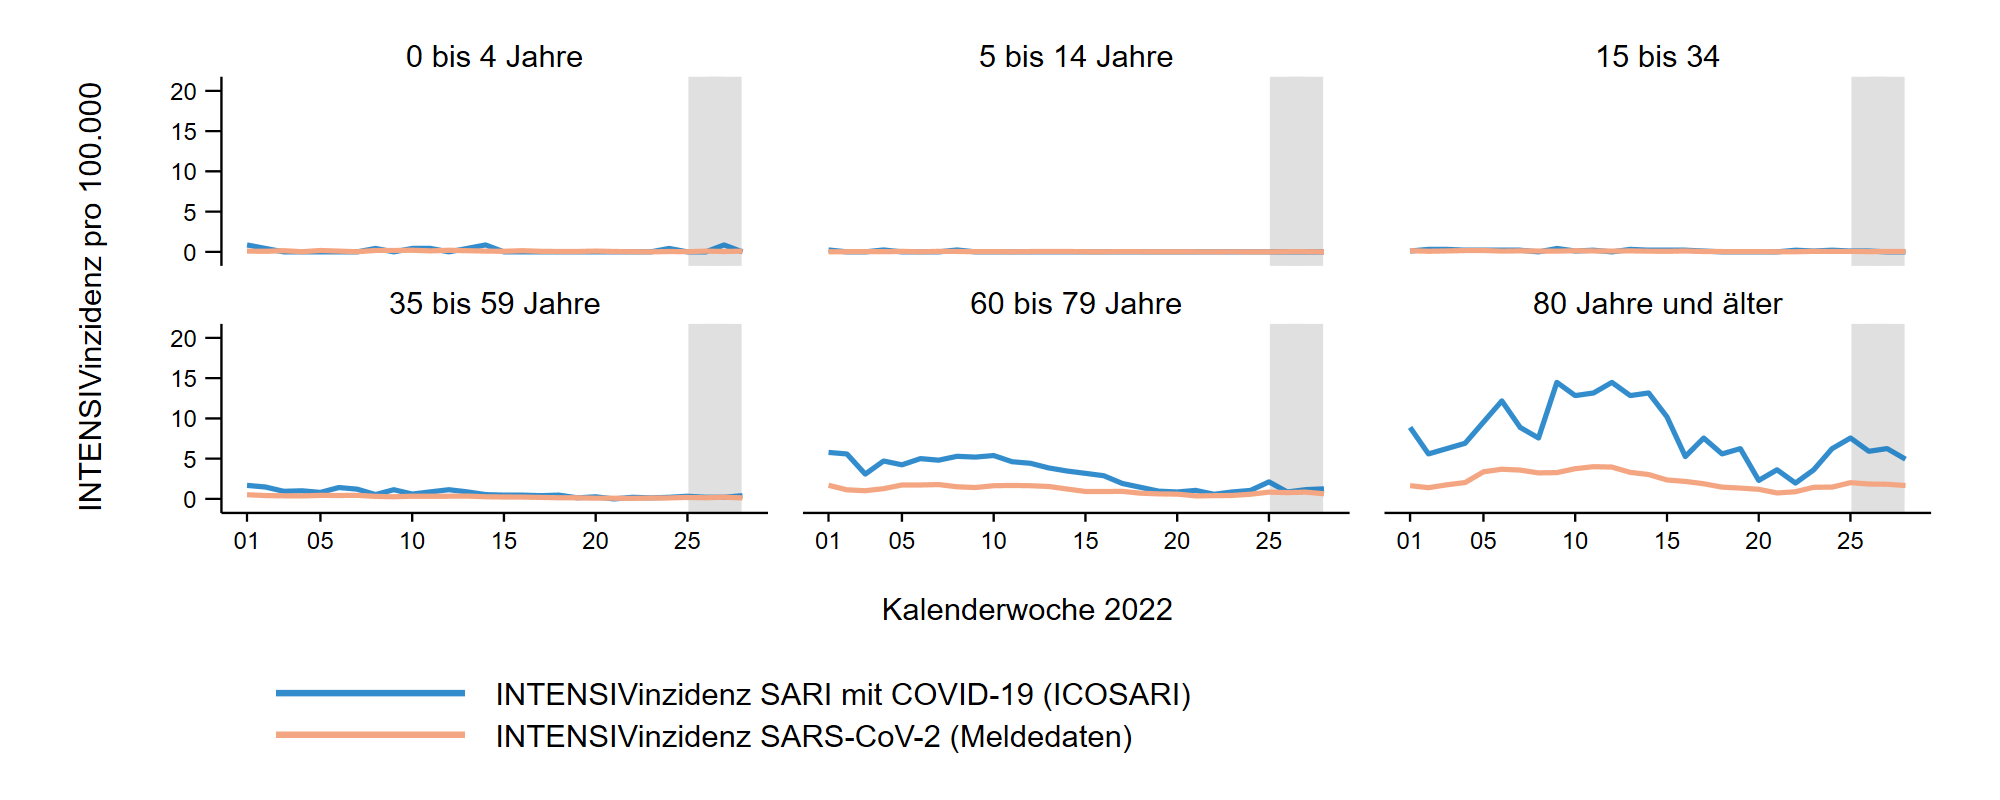 0 bis 4 Jahre
5 bis 14 Jahre
15 bis 34
INTENSIVinzidenz pro 100.000
20
15
10
5
0
35 bis 59 Jahre
60 bis 79 Jahre
80 Jahre und älter
20
15
10
5
0
01 05 10 15 20 25
01 05 10 15 20 25
01 05 10 15 20 25
Kalenderwoche 2022
INTENSIVinzidenz SARI mit COVID-19 (ICOSARI)
INTENSIVinzidenz SARS-CoV-2 (Meldedaten)